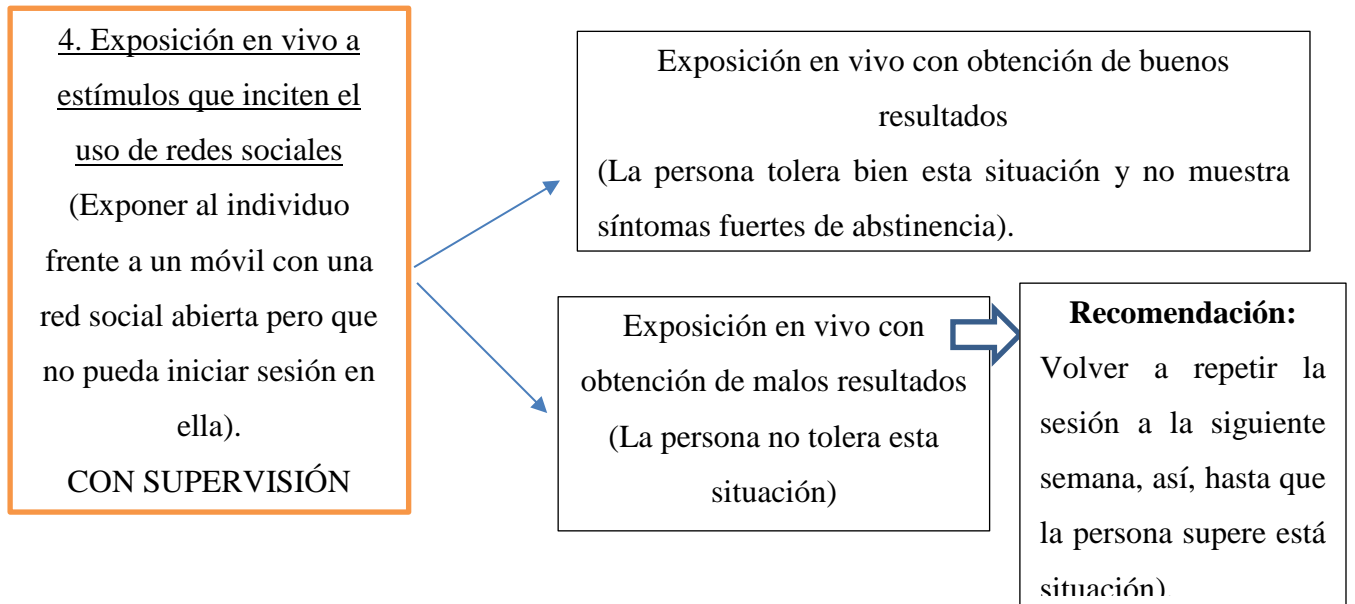 4. Exposición en vivo a
estímulos que inciten el
uso de redes sociales
(Exponer al individuo
frente a un móvil con una
red social abierta pero que
no pueda iniciar sesión en
ella).
CON SUPERVISIÓN
Exposición en vivo con obtención de buenos
resultados
(La persona tolera bien esta situación y no muestra
síntomas fuertes de abstinencia).
Exposición en vivo con
obtención de malos resultados
(La persona no tolera esta
situación)
Recomendación:
Volver a repetir la
sesión a la siguiente
semana, así, hasta que
la persona supere está
situación)